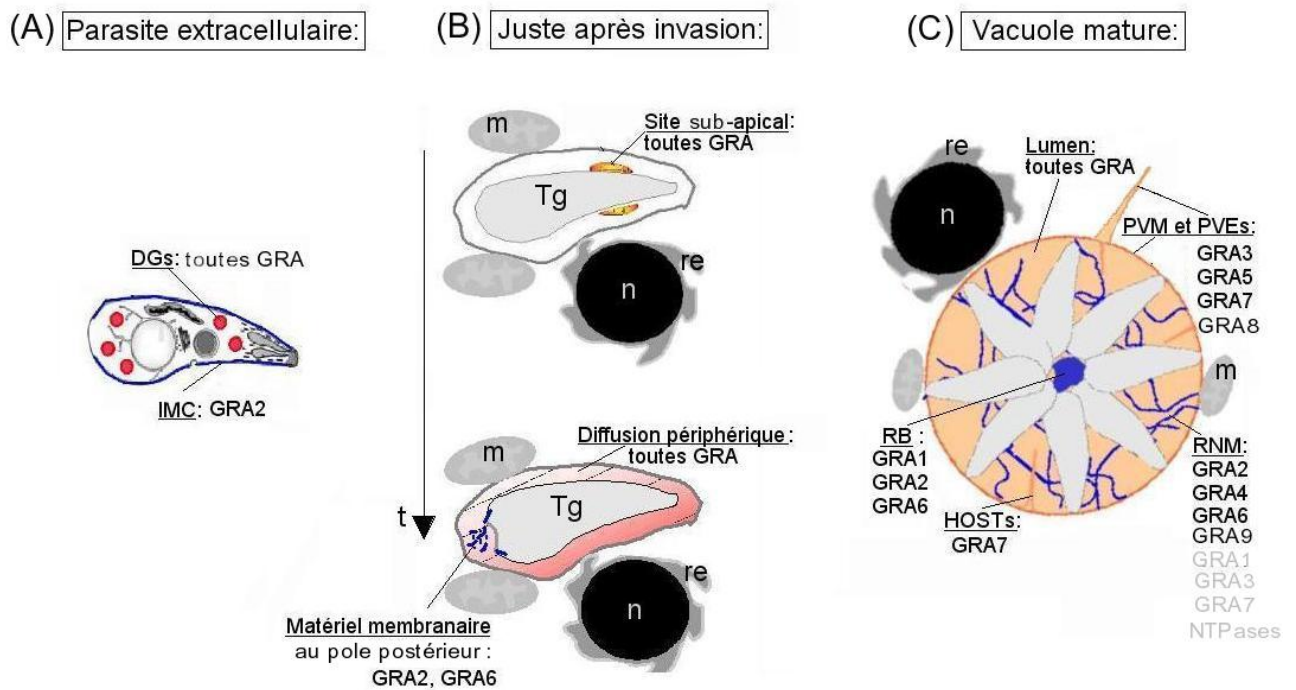 (A) Parasite extracellulaire:
DGs: toutes GRA
IMC: GRA2
(B) Juste après invasion:
m
Site sub-apical:
toutes GRA
Tg
re
n
Diffusion périphérique:
toutes GRA
m
Tg
t
re
n
Matériel membranaire
au pole postérieur :
GRA2, GRA6
(C) Vacuole mature:
re
Lumen:
toutes GRA
n
PVM et PVEs:
GRA3
GRA5
GRA7
GRA8
m
RB :
GRA1
GRA2
GRA6
HOSTs:
GRA7
RNM:
GRA2
GRA4
GRA6
GRA9
GRA1
GRA3
GRA7
NTPases